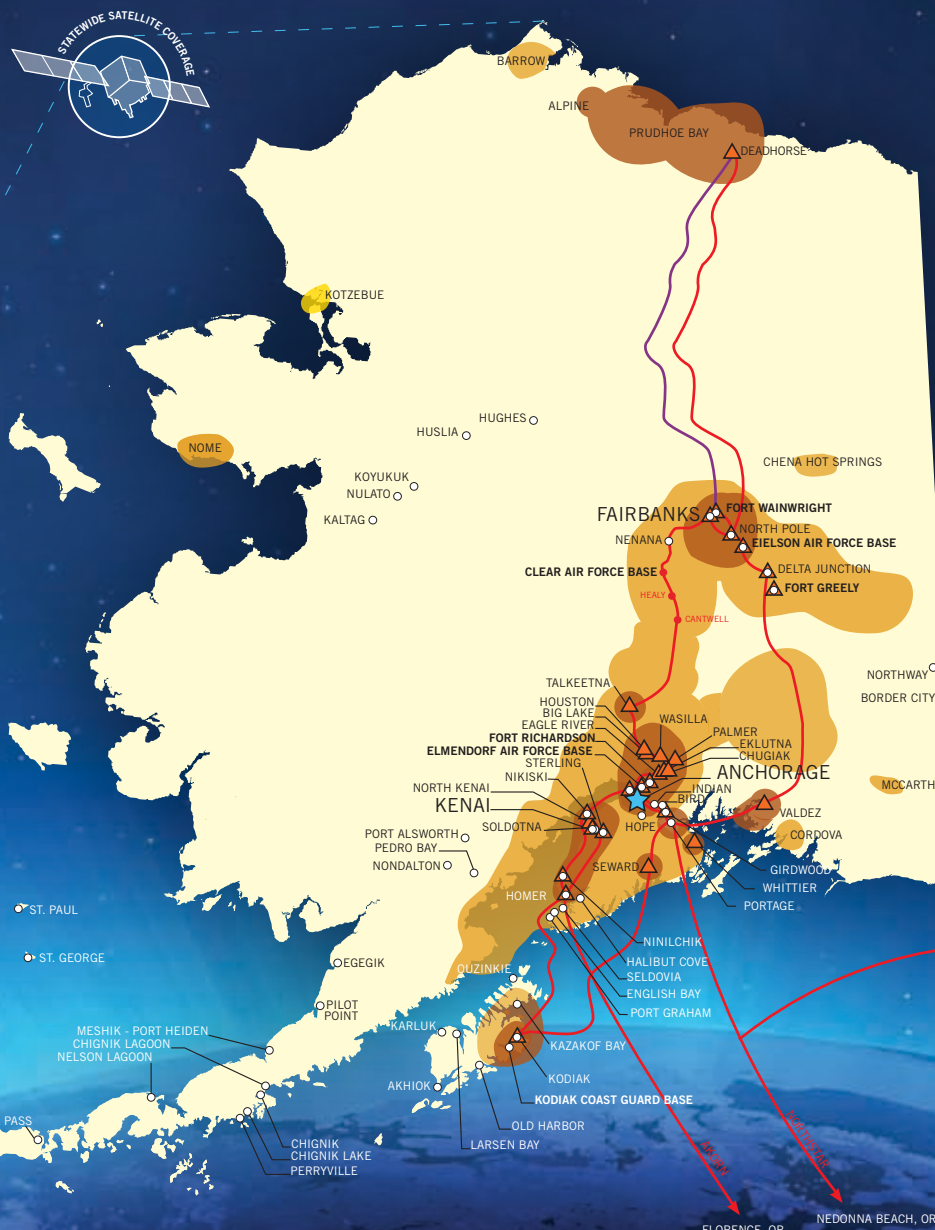 STATEWIDE SATELLITE COVERAGE
BARROW
ALPINE
PRUDHOE BAY
DEADHORSE
KOTZEBUE
HUGHES
HUSLIA
NOME
CHENA HOT SPRINGS
KOYUKUK
NULATO
KALTAG
FORT WAINWRIGHT
FAIRBANKS
NORTH POLE
NENANA
EIELSON AIR FORCE BASE
CLEAR AIR FORCE BASE
DELTA JUNCTION
FORT GREELY
HEALY
CANTWELL
NORTHWAY
TALKEETNA
BORDER CITY
HOUSTON
BIG LAKE
WASILLA
EAGLE RIVER
PALMER
FORT RICHARDSON
EKLUTNA
ELMENDORF AIR FORCE BASE
CHUGIAK
STERLING
ANCHORAGE
NIKISKI
MCCARTH
NORTH KENAI
INDIAN
KENAI
BIRD
VALDEZ
SOLDOTNA
HOPE
PORT ALSWORTH
CORDOVA
PEDRO BAY
NONDALTON
SEWARD
GIRDWOOD
WHITTIER
HOMER
PORTAGE
ST. PAUL
NINILCHIK
ST. GEORGE
EGEGIK
HALIBUT COVE
OUZINKIE
SELDOVIA
ENGLISH BAY
PILOT
POINT
PORT GRAHAM
MESHIK - PORT HEIDEN
KARLUK
CHIGNIK LAGOON
KAZAKOF BAY
NELSON LAGOON
KODIAK
AKHIOK
KODIAK COAST GUARD BASE
PASS
OLD HARBOR
CHIGNIK
LARSEN BAY
CHIGNIK LAKE
PERRYVILLE
NORTHSTAR
NEDONNA BEACH, OR
FLORENCE, OR